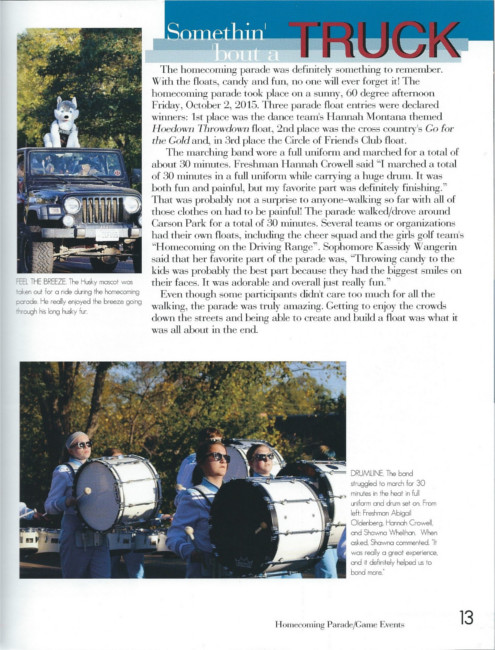 Somethin'
'bout a
TRUCK
The homecoming parade was definitely something to remember.
With the floats, candy and fun, no one will ever forget it! The
homecoming parade took place on a sunny, 60 degree afternoon
Friday, October 2, 2015. Three parade float entries were declared
winners: 1st place was the dance team's Hannah Montana themed
Hoedown Throwdown float, 2nd place was the cross country's Go for
the Gold and, in 3rd place the Circle of Friends Club float.
The marching band wore a full uniform and marched for a total of
about 30 minutes. Freshman Hannah Crowell said "I marched a total
of 30 minutes in a full uniform while carrying a huge drum. It was
both fun and painful, but my favorite part was definitely finishing."
That was probably not a surprise to anyone–walking so far with all of
those clothes on had to be painful! The parade walked/drove around
Carson Park for a total of 30 minutes. Several teams or organizations
had their own floats, including the cheer squad and the girls golf team's
"Homecoming on the Driving Range". Sophomore Kassidy Wangerin
said that her favorite part of the parade was, "Throwing candy to the
kids was probably the best part because they had the biggest smiles on
their faces. It was adorable and overall just really fun."
Even though some participants didn't care too much for all the
walking, the parade was truly amazing. Getting to enjoy the crowds
down the streets and being able to create and build a float was what it
was all about in the end.
FEEL THE BREEZE. The Husky mascot was
taken out for a ride during the homecoming
parade. He really enjoyed the breeze going
through his long husky fur.
DRUMLINE. The band
struggled to march for 30
minutes in the heat in full
uniform and drum set on. From
left: Freshman Abigail
Oldenberg, Hannah Crowell,
and Shawna Whelthan. When
asked, Shawna commented. "It
was really a great experience,
and it definitely helped us to
bond more."
Homecoming Parade/Game Events
13